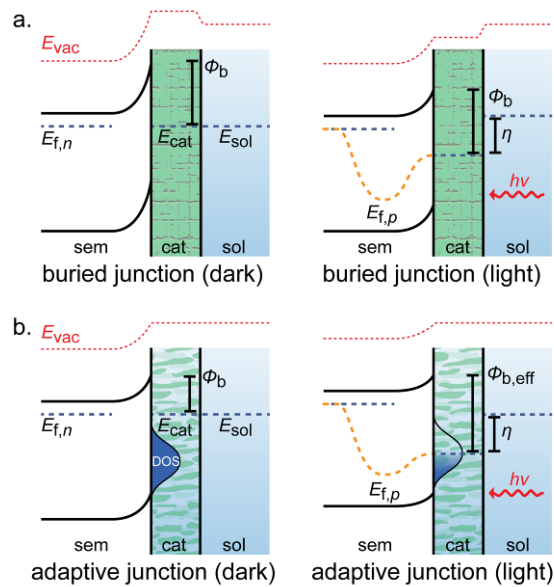 a.
E_vac
Φ_b
E_f,n
E_cat
E_sol
sem
cat
sol
buried junction (dark)
Φ_b
η
hν
E_f,p
sem
cat
sol
buried junction (light)
b.
E_vac
Φ_b
E_f,n
E_cat
E_sol
DOS
sem
cat
sol
adaptive junction (dark)
Φ_b,eff
η
hν
E_f,p
sem
cat
sol
adaptive junction (light)